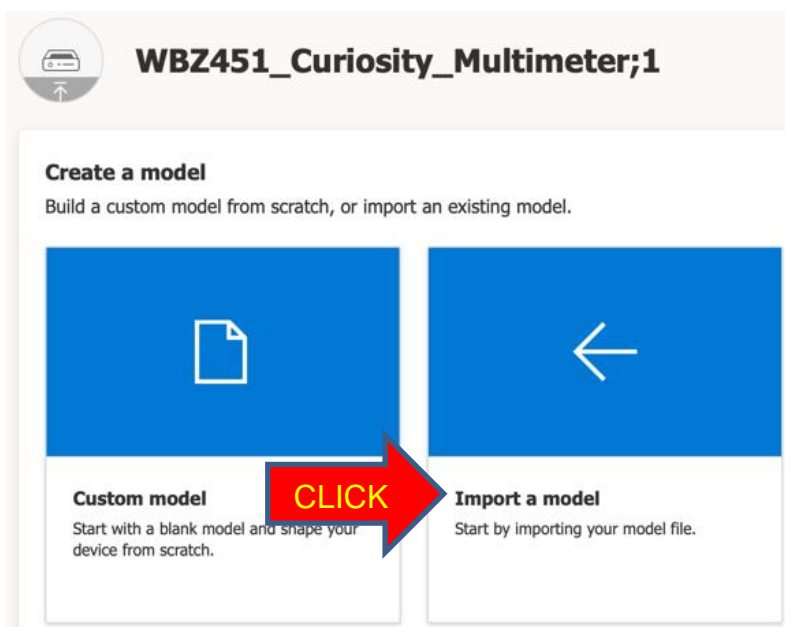 WBZ451_Curiosity_Multimeter;1
Create a model
Build a custom model from scratch, or import an existing model.
Custom model
Start with a blank model and shape your
device from scratch.
CLICK
Import a model
Start by importing your model file.